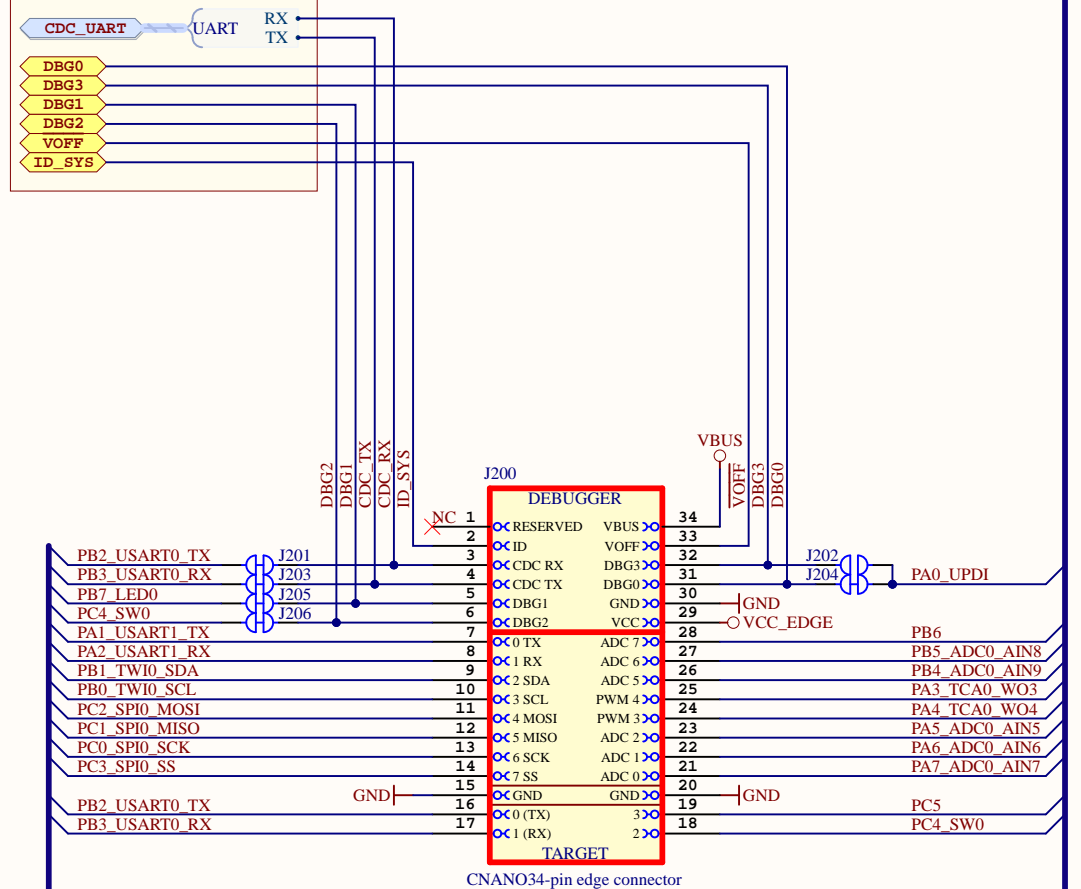 CDC_UART UART RX
TX
DBG0
DBG3
DBG1
DBG2
VOFF
ID_SYS
DBG2
DBG1
CDC_TX
CDC_RX
ID_SYS
VBUS
VOFF
DBG3
DBG0
J200
DEBUGGER
NC 1 RESERVED VBUS 34
2 ID VOFF 33
PB2_USART0_TX J201 3 CDC RX DBG3 32 J202
PB3_USART0_RX J203 4 CDC TX DBG0 31 J204 PA0_UPDI
PB7_LED0 J205 5 DBG1 GND 30 GND
PC4_SW0 J206 6 DBG2 VCC 29 VCC_EDGE
PA1_USART1_TX 7 0 TX ADC 7 28 PB6
PA2_USART1_RX 8 1 RX ADC 6 27 PB5_ADC0_AIN8
PB1_TWI0_SDA 9 2 SDA ADC 5 26 PB4_ADC0_AIN9
PB0_TWI0_SCL 10 3 SCL PWM 4 25 PA3_TCA0_WO3
PC2_SPI0_MOSI 11 4 MOSI PWM 3 24 PA4_TCA0_WO4
PC1_SPI0_MISO 12 5 MISO ADC 2 23 PA5_ADC0_AIN5
PC0_SPI0_SCK 13 6 SCK ADC 1 22 PA6_ADC0_AIN6
PC3_SPI0_SS 14 7 SS ADC 0 21 PA7_ADC0_AIN7
GND 15 GND GND 20 GND
PB2_USART0_TX 16 0 (TX) 3 19 PC5
PB3_USART0_RX 17 1 (RX) 2 18 PC4_SW0
TARGET
CNANO34-pin edge connector